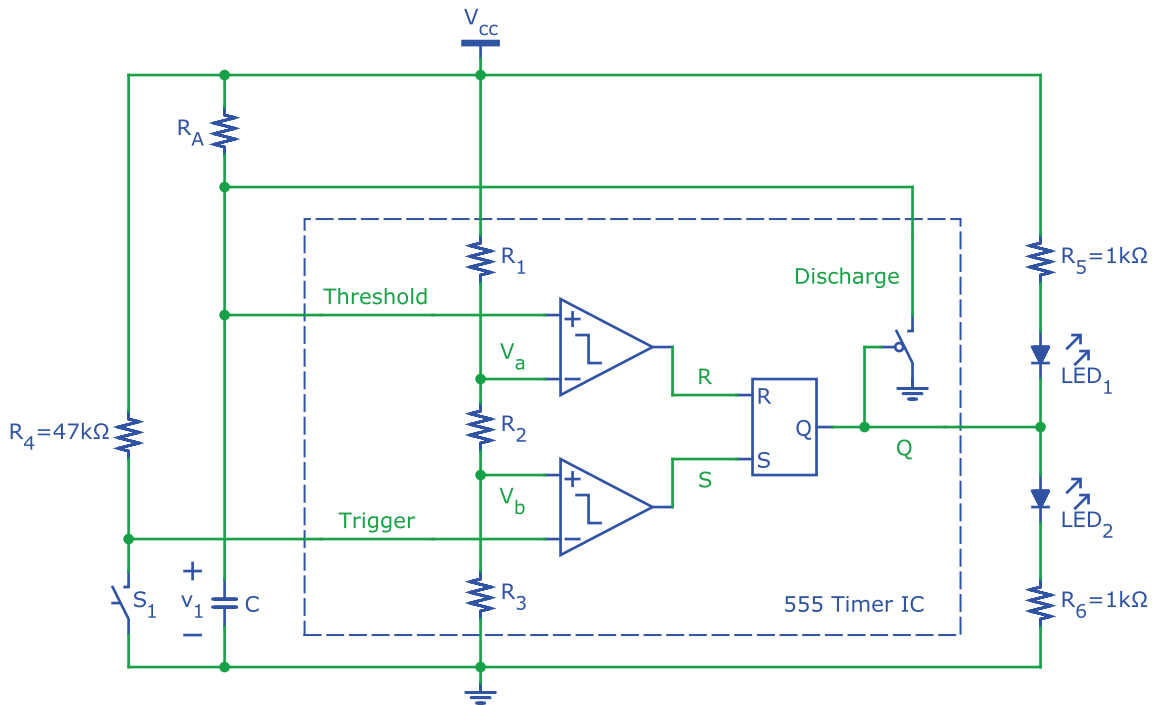 Vcc
RA
R1
R5=1kΩ
Discharge
Threshold
+
Va
−
LED1
R
R
R4=47kΩ
R2
Q
Q
S
S
+
Vb
LED2
Trigger
−
+
R3
S1
v1
C
555 Timer IC
R6=1kΩ
−